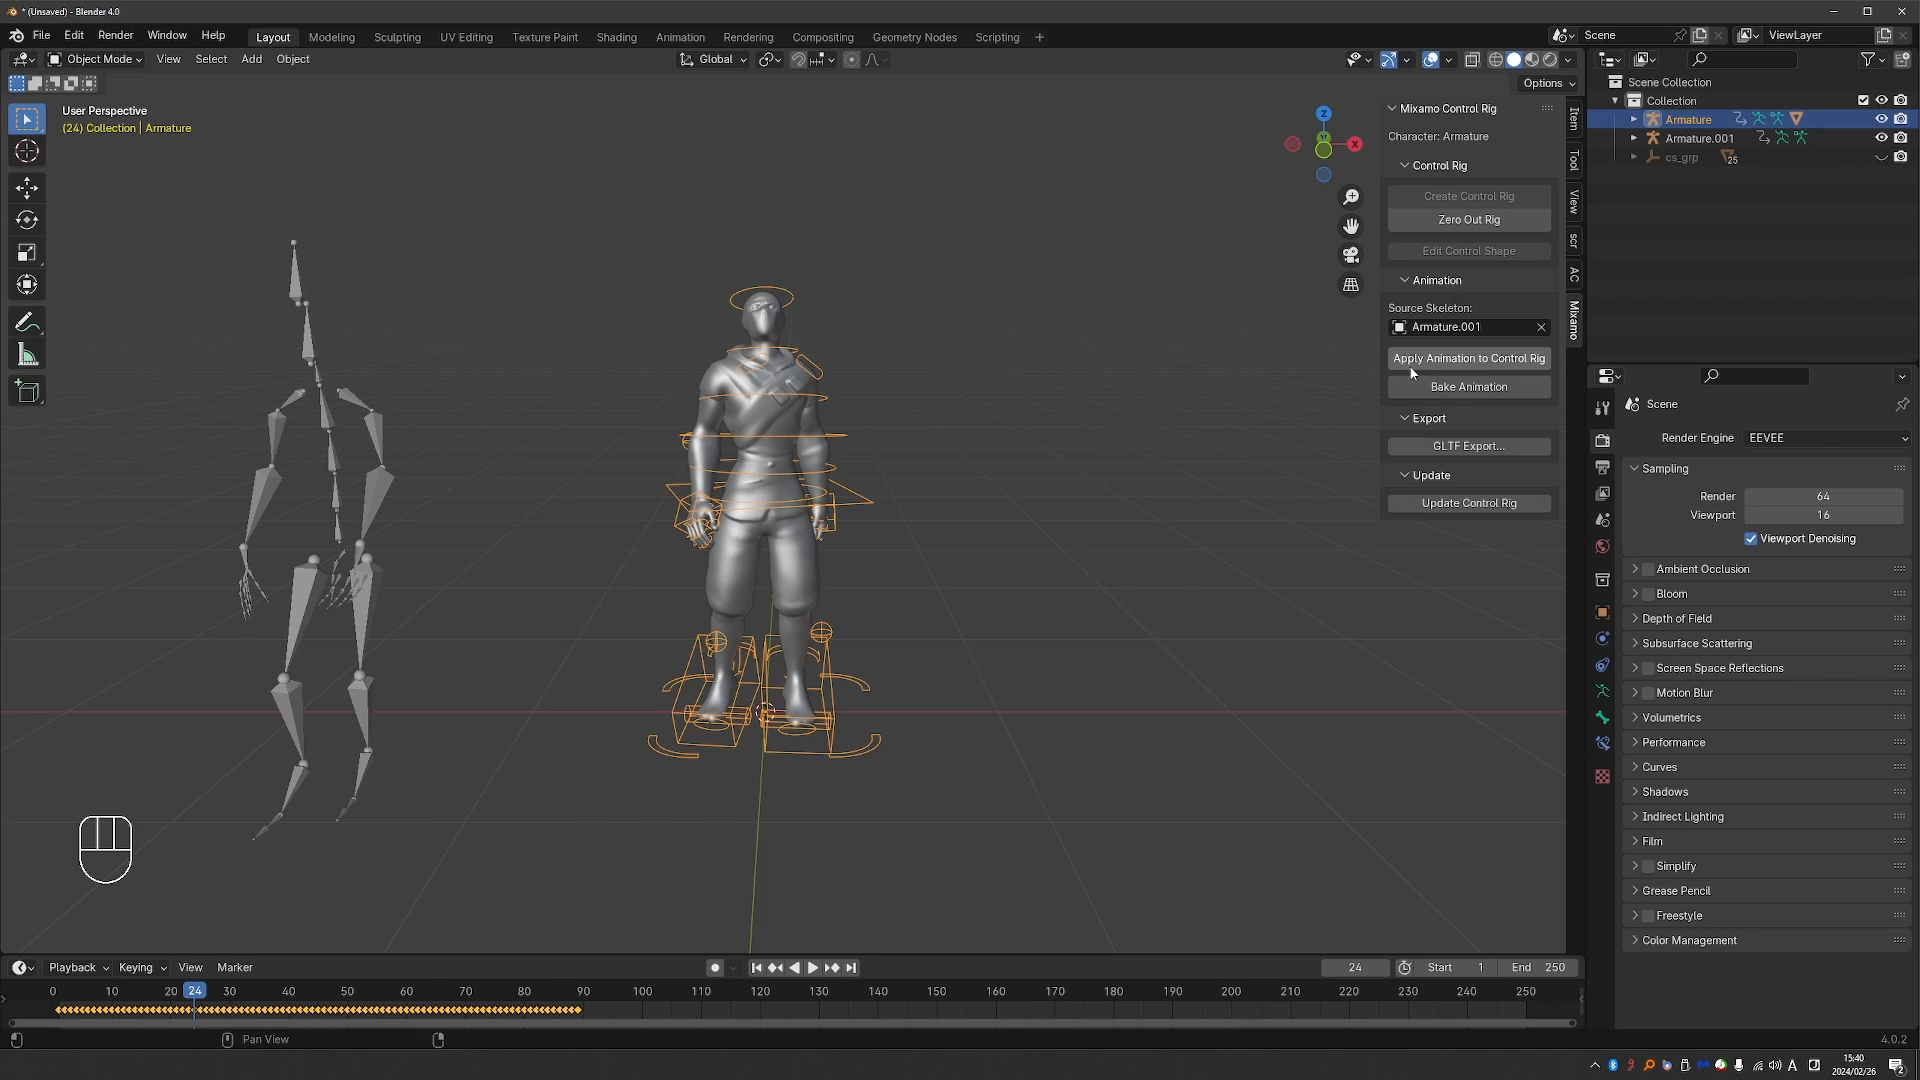 * (Unsaved) - Blender 4.0
File Edit Render Window Help
Layout Modeling Sculpting UV Editing Texture Paint Shading Animation Rendering Compositing Geometry Nodes Scripting +
Scene
ViewLayer
Object Mode View Select Add Object
Global
Options
User Perspective
(24) Collection | Armature
Z
Y
X
Mixamo Control Rig
Character: Armature
Control Rig
Create Control Rig
Zero Out Rig
Edit Control Shape
Animation
Source Skeleton:
Armature.001
Apply Animation to Control Rig
Bake Animation
Export
GLTF Export...
Update
Update Control Rig
Item
Tool
View
scr
AC
Mixamo
Scene Collection
Collection
Armature
Armature.001
cs_grp 25
Scene
Render Engine EEVEE
Sampling
Render 64
Viewport 16
Viewport Denoising
Ambient Occlusion
Bloom
Depth of Field
Subsurface Scattering
Screen Space Reflections
Motion Blur
Volumetrics
Performance
Curves
Shadows
Indirect Lighting
Film
Simplify
Grease Pencil
Freestyle
Color Management
Playback Keying View Marker
24 Start 1 End 250
0 10 20 24 30 40 50 60 70 80 90 100 110 120 130 140 150 160 170 180 190 200 210 220 230 240 250
Pan View
4.0.2
A
15:40
2024/02/26
2